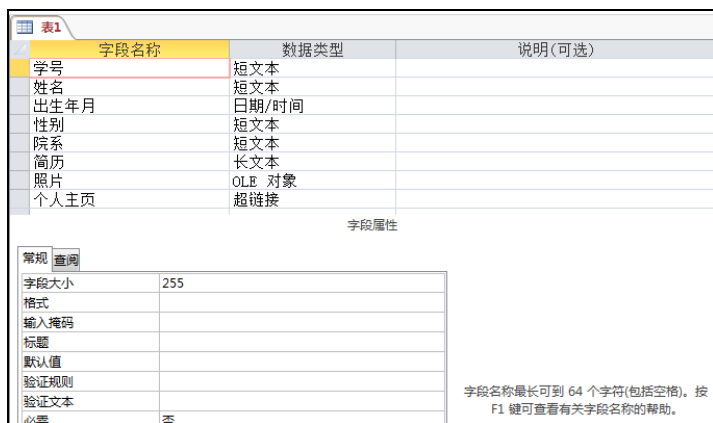 表1
字段名称 数据类型 说明(可选)
学号 短文本
姓名 短文本
出生年月 日期/时间
性别 短文本
院系 短文本
简历 长文本
照片 OLE 对象
个人主页 超链接
字段属性
常规 查阅
字段大小 255
格式
输入掩码
标题
默认值
验证规则
验证文本
必需 否
字段名称最长可到 64 个字符(包括空格)。按
F1 键可查看有关字段名称的帮助。